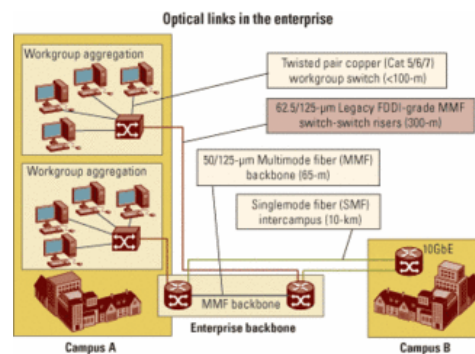 Optical links in the enterprise
Workgroup aggregation
Twisted pair copper (Cat 5/6/7)
workgroup switch (<100-m)
62.5/125-µm Legacy FDDI-grade MMF
switch-switch risers (300-m)
Workgroup aggregation
50/125-µm Multimode fiber (MMF)
backbone (65-m)
Singlemode fiber (SMF)
intercampus (10-km)
10GbE
MMF backbone
Enterprise backbone
Campus A
Campus B